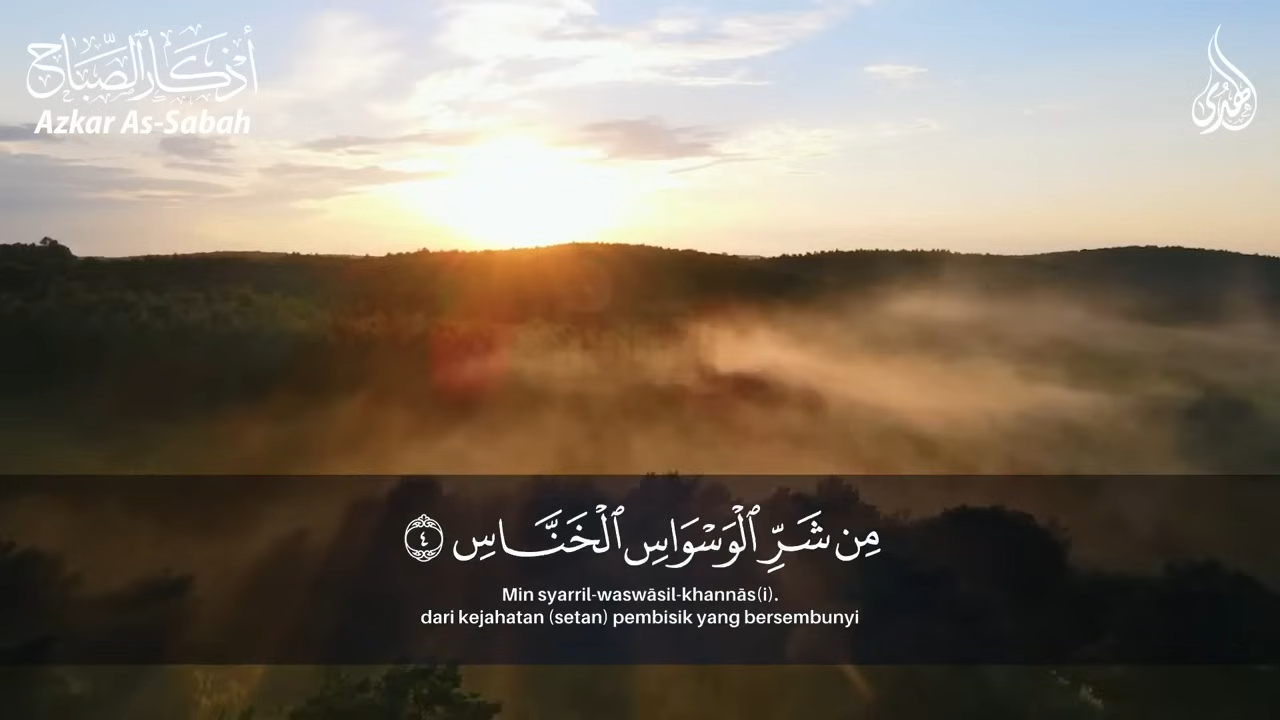 أذكار الصباح
Azkar As-Sabah
الهدى
مِن شَرِّ ٱلْوَسْوَاسِ ٱلْخَنَّاسِ ٤
Min syarril-waswāsil-khannās(i).
dari kejahatan (setan) pembisik yang bersembunyi